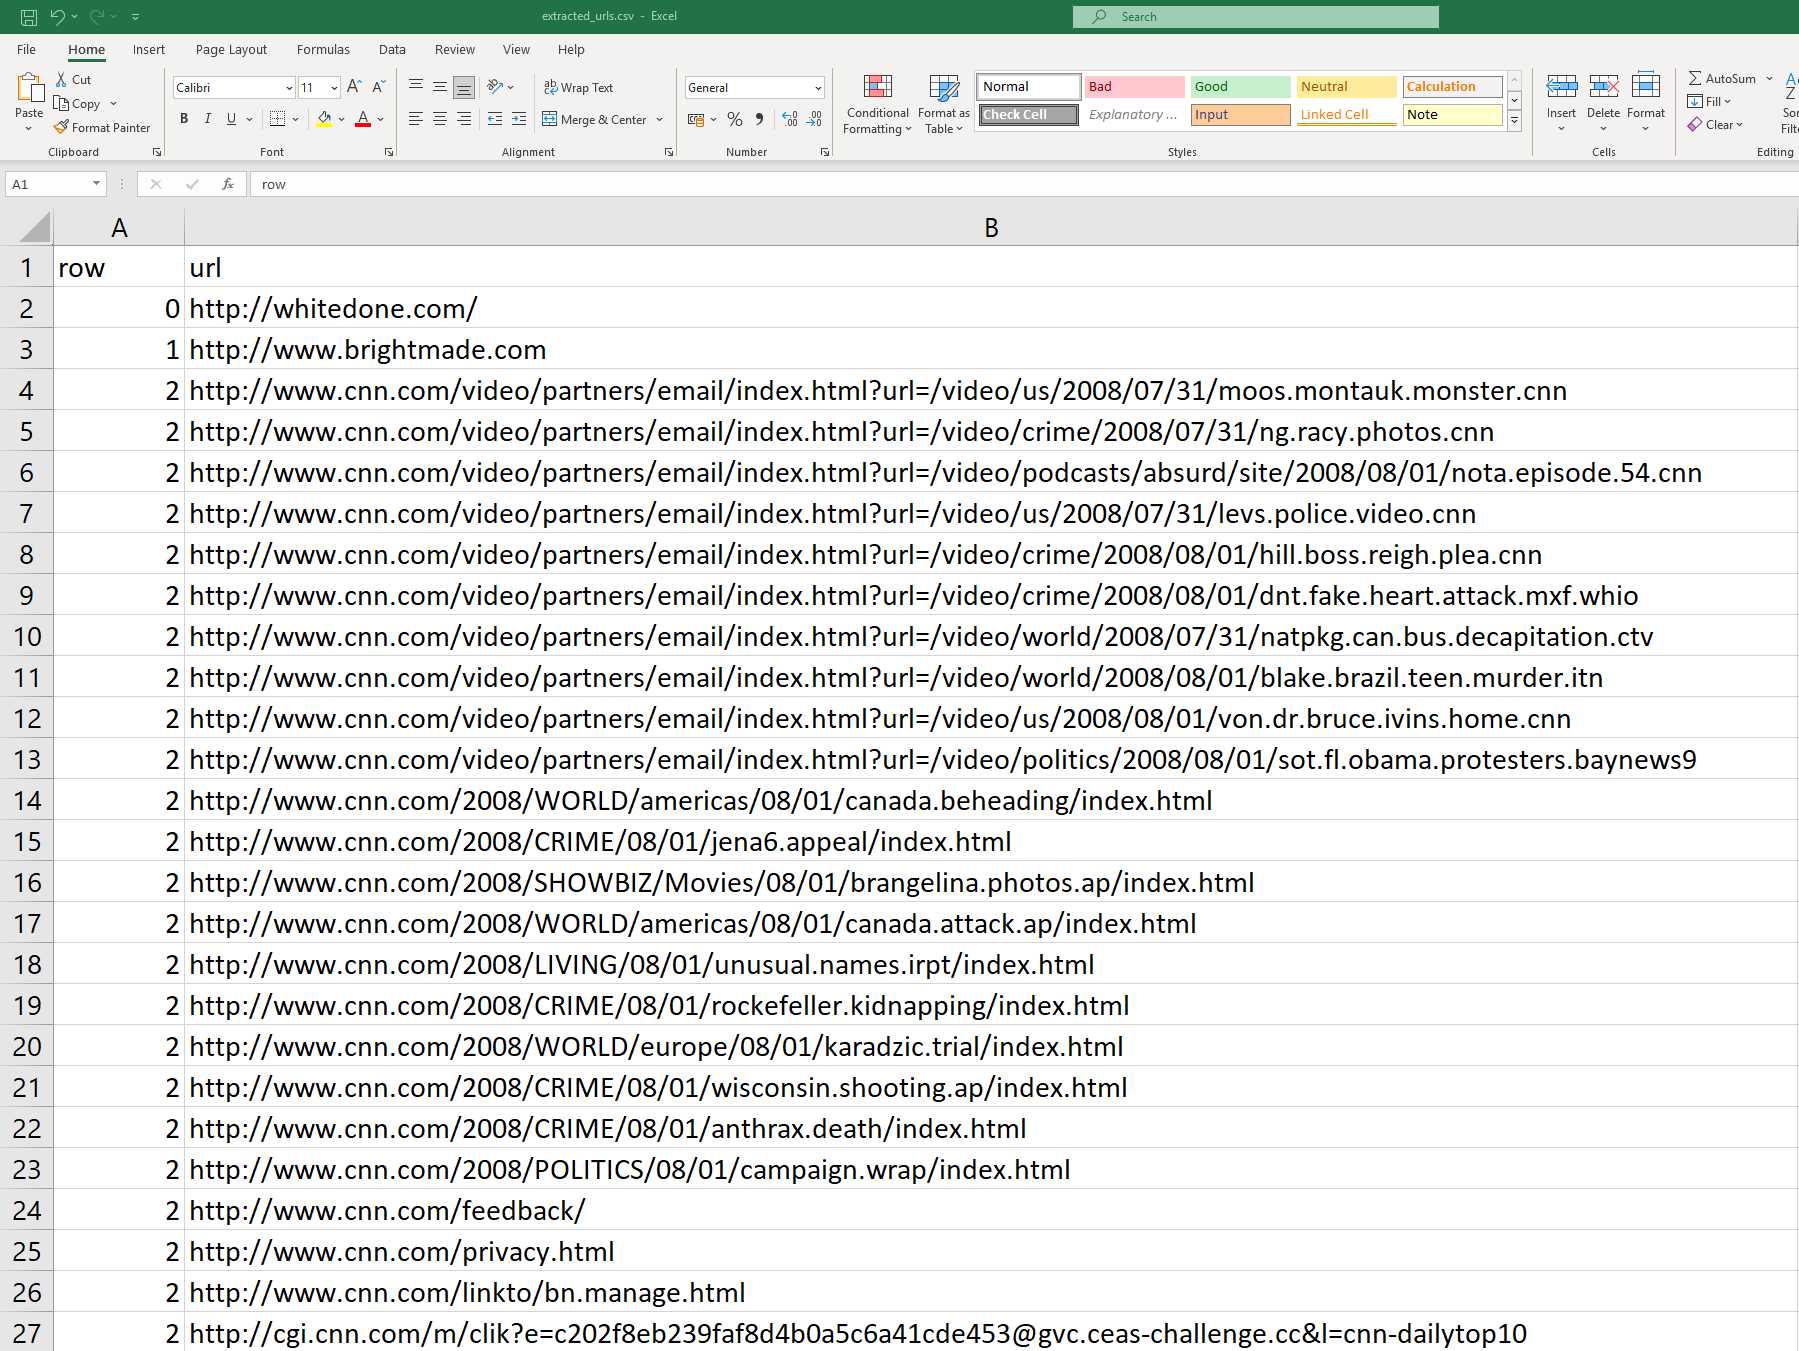 extracted_urls.csv - Excel
Search
File Home Insert Page Layout Formulas Data Review View Help
Paste
Cut
Copy
Format Painter
Clipboard
Calibri 11
B I U
Font
Wrap Text
Merge & Center
Alignment
General
Number
Conditional Formatting
Format as Table
Normal Bad Good Neutral Calculation
Check Cell Explanatory ... Input Linked Cell Note
Styles
Insert Delete Format
Cells
AutoSum
Fill
Clear
Editing
A1 fx row
A B
1 row url
2 0 http://whitedone.com/
3 1 http://www.brightmade.com
4 2 http://www.cnn.com/video/partners/email/index.html?url=/video/us/2008/07/31/moos.montauk.monster.cnn
5 2 http://www.cnn.com/video/partners/email/index.html?url=/video/crime/2008/07/31/ng.racy.photos.cnn
6 2 http://www.cnn.com/video/partners/email/index.html?url=/video/podcasts/absurd/site/2008/08/01/nota.episode.54.cnn
7 2 http://www.cnn.com/video/partners/email/index.html?url=/video/us/2008/07/31/levs.police.video.cnn
8 2 http://www.cnn.com/video/partners/email/index.html?url=/video/crime/2008/08/01/hill.boss.reigh.plea.cnn
9 2 http://www.cnn.com/video/partners/email/index.html?url=/video/crime/2008/08/01/dnt.fake.heart.attack.mxf.whio
10 2 http://www.cnn.com/video/partners/email/index.html?url=/video/world/2008/07/31/natpkg.can.bus.decapitation.ctv
11 2 http://www.cnn.com/video/partners/email/index.html?url=/video/world/2008/08/01/blake.brazil.teen.murder.itn
12 2 http://www.cnn.com/video/partners/email/index.html?url=/video/us/2008/08/01/von.dr.bruce.ivins.home.cnn
13 2 http://www.cnn.com/video/partners/email/index.html?url=/video/politics/2008/08/01/sot.fl.obama.protesters.baynews9
14 2 http://www.cnn.com/2008/WORLD/americas/08/01/canada.beheading/index.html
15 2 http://www.cnn.com/2008/CRIME/08/01/jena6.appeal/index.html
16 2 http://www.cnn.com/2008/SHOWBIZ/Movies/08/01/brangelina.photos.ap/index.html
17 2 http://www.cnn.com/2008/WORLD/americas/08/01/canada.attack.ap/index.html
18 2 http://www.cnn.com/2008/LIVING/08/01/unusual.names.irpt/index.html
19 2 http://www.cnn.com/2008/CRIME/08/01/rockefeller.kidnapping/index.html
20 2 http://www.cnn.com/2008/WORLD/europe/08/01/karadzic.trial/index.html
21 2 http://www.cnn.com/2008/CRIME/08/01/wisconsin.shooting.ap/index.html
22 2 http://www.cnn.com/2008/CRIME/08/01/anthrax.death/index.html
23 2 http://www.cnn.com/2008/POLITICS/08/01/campaign.wrap/index.html
24 2 http://www.cnn.com/feedback/
25 2 http://www.cnn.com/privacy.html
26 2 http://www.cnn.com/linkto/bn.manage.html
27 2 http://cgi.cnn.com/m/clik?e=c202f8eb239faf8d4b0a5c6a41cde453@gvc.ceas-challenge.cc&l=cnn-dailytop10